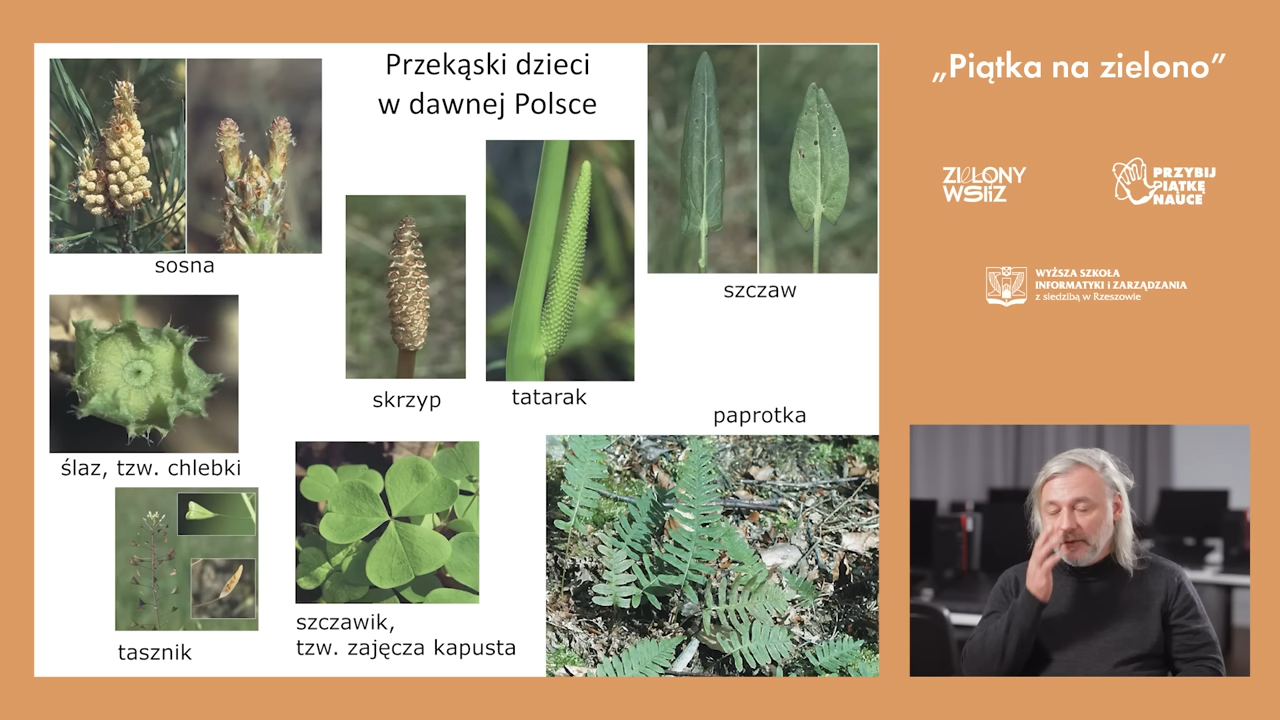 Przekąski dzieci
w dawnej Polsce
sosna
skrzyp
tatarak
szczaw
ślaz, tzw. chlebki
paprotka
tasznik
szczawik,
tzw. zajęcza kapusta
„Piątka na zielono”
ZIELONY
WSIiZ
PRZYBIJ
PIĄTKĘ
NAUCE
WYŻSZA SZKOŁA
INFORMATYKI i ZARZĄDZANIA
z siedzibą w Rzeszowie